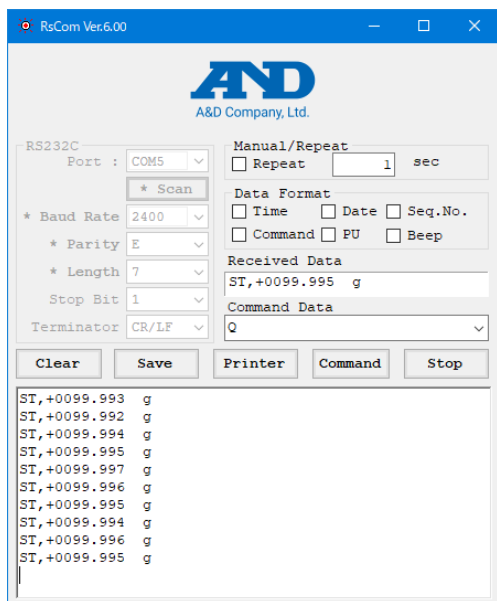 RsCom Ver.6.00
AND
A&D Company, Ltd.
RS232C
Port : COM5
* Scan
* Baud Rate 2400
* Parity E
* Length 7
Stop Bit 1
Terminator CR/LF
Manual/Repeat
Repeat 1 sec
Data Format
Time Date Seq.No.
Command PU Beep
Received Data
ST,+0099.995 g
Command Data
Q
Clear Save Printer Command Stop
ST,+0099.993 g
ST,+0099.992 g
ST,+0099.994 g
ST,+0099.995 g
ST,+0099.997 g
ST,+0099.996 g
ST,+0099.995 g
ST,+0099.994 g
ST,+0099.996 g
ST,+0099.995 g